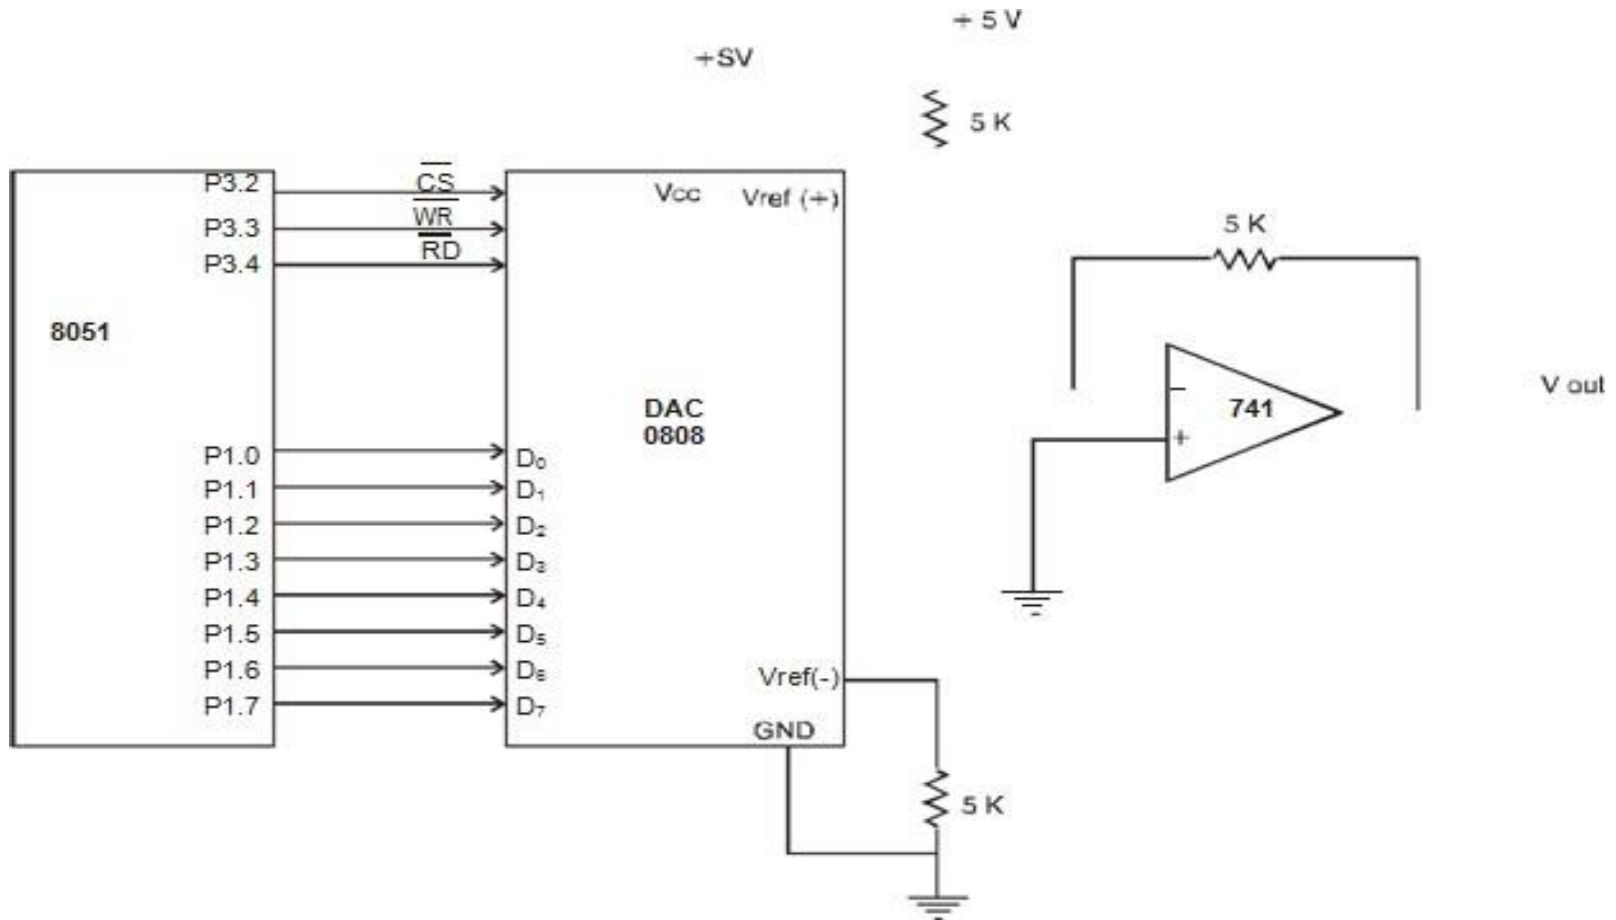 + 5 V
+SV
5 K
P3.2
CS
Vcc
Vref (+)
P3.3
WR
P3.4
RD
5 K
8051
DAC
0808
−
741
+
V out
P1.0
D₀
P1.1
D₁
P1.2
D₂
P1.3
D₃
P1.4
D₄
P1.5
D₅
P1.6
D₆
P1.7
D₇
Vref(-)
GND
5 K